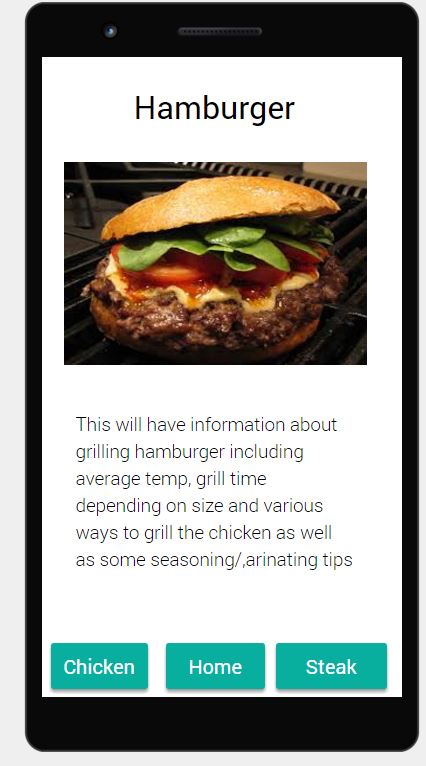 Hamburger
This will have information about
grilling hamburger including
average temp, grill time
depending on size and various
ways to grill the chicken as well
as some seasoning/,arinating tips
Chicken Home Steak